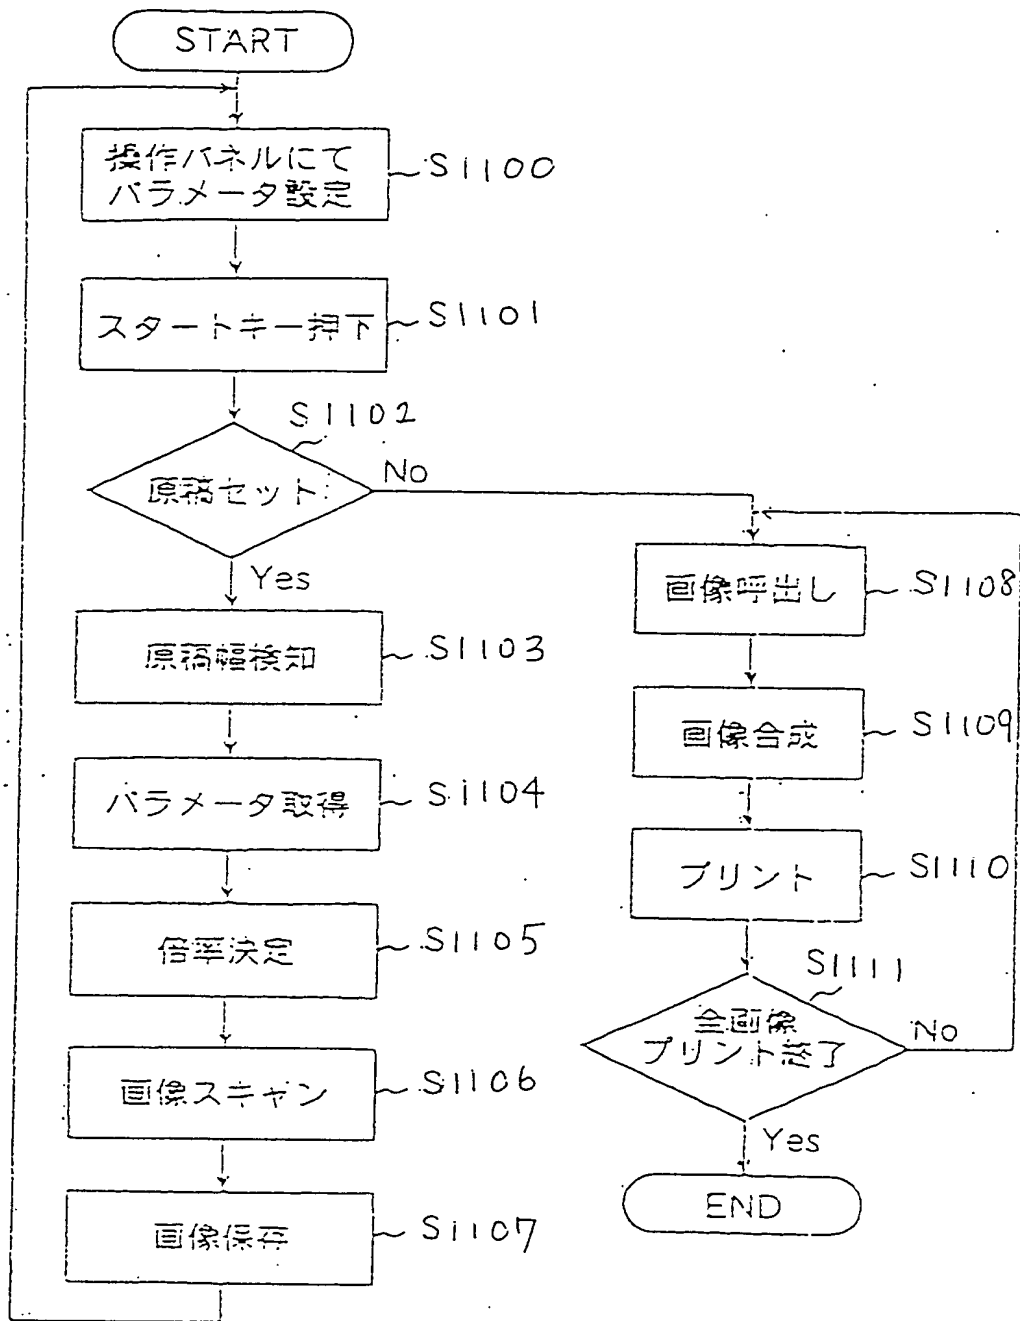 START
操作パネルにて
パラメータ設定
S1100
スタートキー押下
S1101
S1102
原稿セット
No
Yes
原稿幅検知
S1103
パラメータ取得
S1104
倍率決定
S1105
画像スキャン
S1106
画像保存
S1107
画像呼出し
S1108
画像合成
S1109
プリント
S1110
S1111
全画像
プリント終了
No
Yes
END